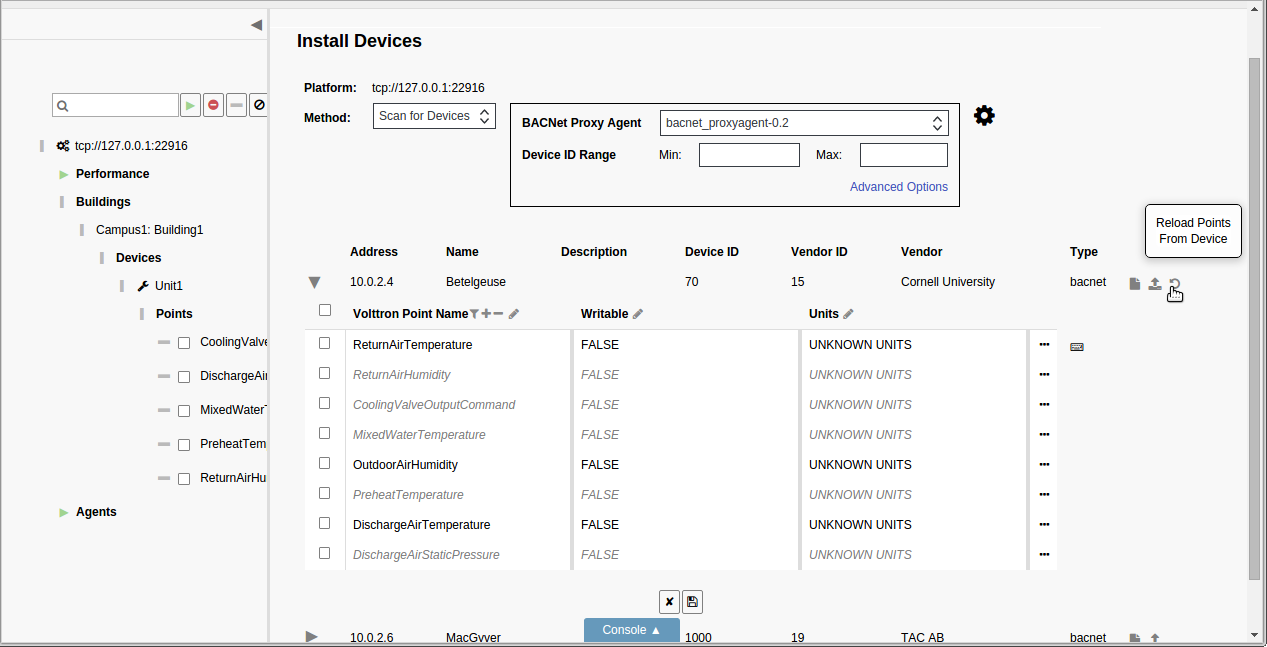 Install Devices
Platform: tcp://127.0.0.1:22916
Method: Scan for Devices
BACNet Proxy Agent bacnet_proxyagent-0.2
Device ID Range Min: Max:
Advanced Options
tcp://127.0.0.1:22916
Performance
Buildings
Campus1: Building1
Devices
Unit1
Points
CoolingValve
DischargeAir
MixedWaterT
PreheatTem
ReturnAirHu
Agents
Reload Points
From Device
Address Name Description Device ID Vendor ID Vendor Type
10.0.2.4 Betelgeuse 70 15 Cornell University bacnet
Volttron Point Name Writable Units
ReturnAirTemperature FALSE UNKNOWN UNITS
ReturnAirHumidity FALSE UNKNOWN UNITS
CoolingValveOutputCommand FALSE UNKNOWN UNITS
MixedWaterTemperature FALSE UNKNOWN UNITS
OutdoorAirHumidity FALSE UNKNOWN UNITS
PreheatTemperature FALSE UNKNOWN UNITS
DischargeAirTemperature FALSE UNKNOWN UNITS
DischargeAirStaticPressure FALSE UNKNOWN UNITS
10.0.2.6 MacGyver 1000 19 TAC AB bacnet
Console ▲